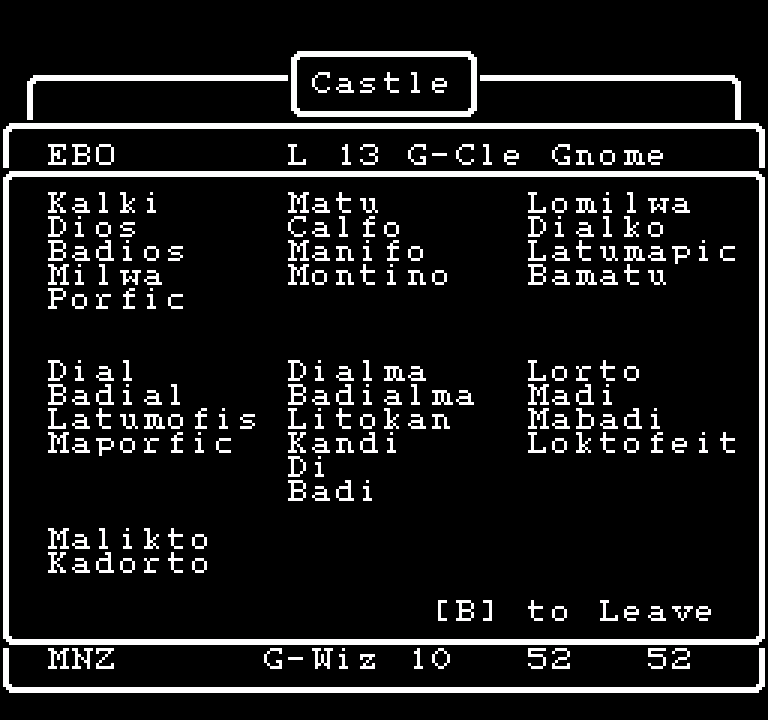 Castle
EBO L 13 G-Cle Gnome
Kalki Matu Lomilwa
Dios Calfo Dialko
Badios Manifo Latumapic
Milwa Montino Bamatu
Porfic
Dial Dialma Lorto
Badial Badialma Madi
Latumofis Litokan Mabadi
Maporfic Kandi Loktofeit
Di
Badi
Malikto
Kadorto
[B] to Leave
MNZ G-Wiz 10 52 52